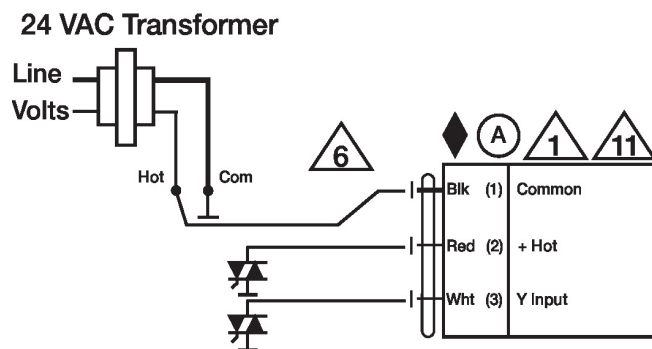 24 VAC Transformer
Line
Volts
Hot
Com
6
A
1
11
Blk (1) Common
Red (2) + Hot
Wht (3) Y Input